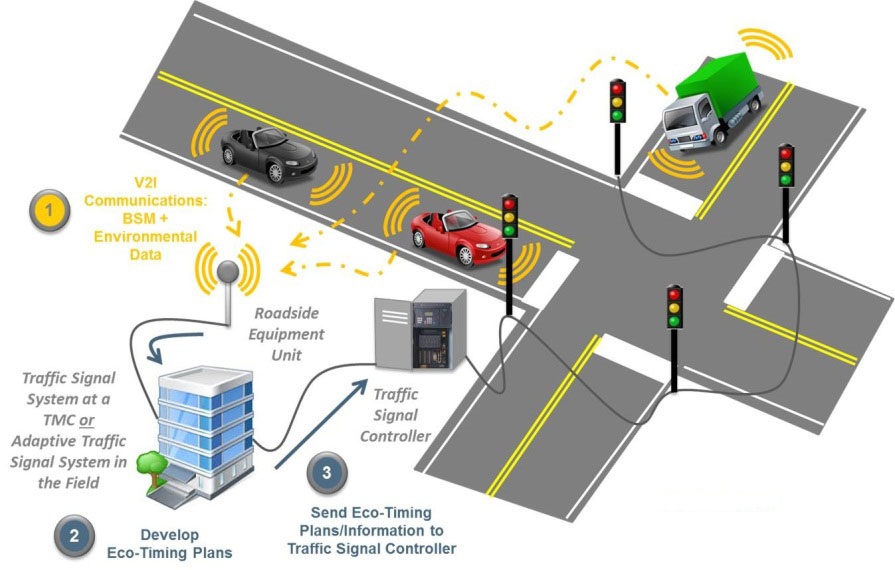 1
V2I
Communications:
BSM +
Environmental
Data
Roadside
Equipment
Unit
Traffic Signal
System at a
TMC or
Adaptive Traffic
Signal System in
the Field
Traffic
Signal
Controller
2
Develop
Eco-Timing Plans
3
Send Eco-Timing
Plans/Information to
Traffic Signal Controller